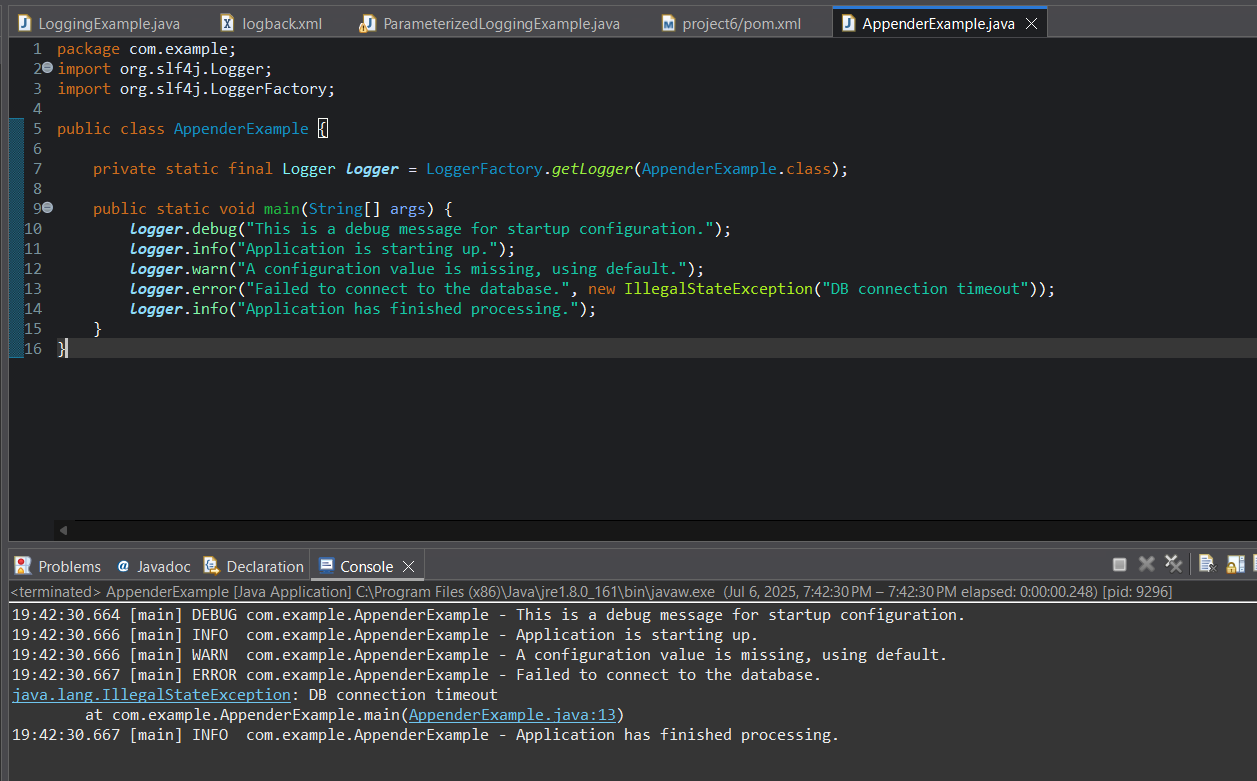 LoggingExample.java logback.xml ParameterizedLoggingExample.java project6/pom.xml AppenderExample.java
1 package com.example;
2 import org.slf4j.Logger;
3 import org.slf4j.LoggerFactory;
4
5 public class AppenderExample {
6
7     private static final Logger logger = LoggerFactory.getLogger(AppenderExample.class);
8
9     public static void main(String[] args) {
10         logger.debug("This is a debug message for startup configuration.");
11         logger.info("Application is starting up.");
12         logger.warn("A configuration value is missing, using default.");
13         logger.error("Failed to connect to the database.", new IllegalStateException("DB connection timeout"));
14         logger.info("Application has finished processing.");
15     }
16 }
Problems @ Javadoc Declaration Console
<terminated> AppenderExample [Java Application] C:\Program Files (x86)\Java\jre1.8.0_161\bin\javaw.exe (Jul 6, 2025, 7:42:30 PM – 7:42:30 PM elapsed: 0:00:00.248) [pid: 9296]
19:42:30.664 [main] DEBUG com.example.AppenderExample - This is a debug message for startup configuration.
19:42:30.666 [main] INFO  com.example.AppenderExample - Application is starting up.
19:42:30.666 [main] WARN  com.example.AppenderExample - A configuration value is missing, using default.
19:42:30.667 [main] ERROR com.example.AppenderExample - Failed to connect to the database.
java.lang.IllegalStateException: DB connection timeout
        at com.example.AppenderExample.main(AppenderExample.java:13)
19:42:30.667 [main] INFO  com.example.AppenderExample - Application has finished processing.